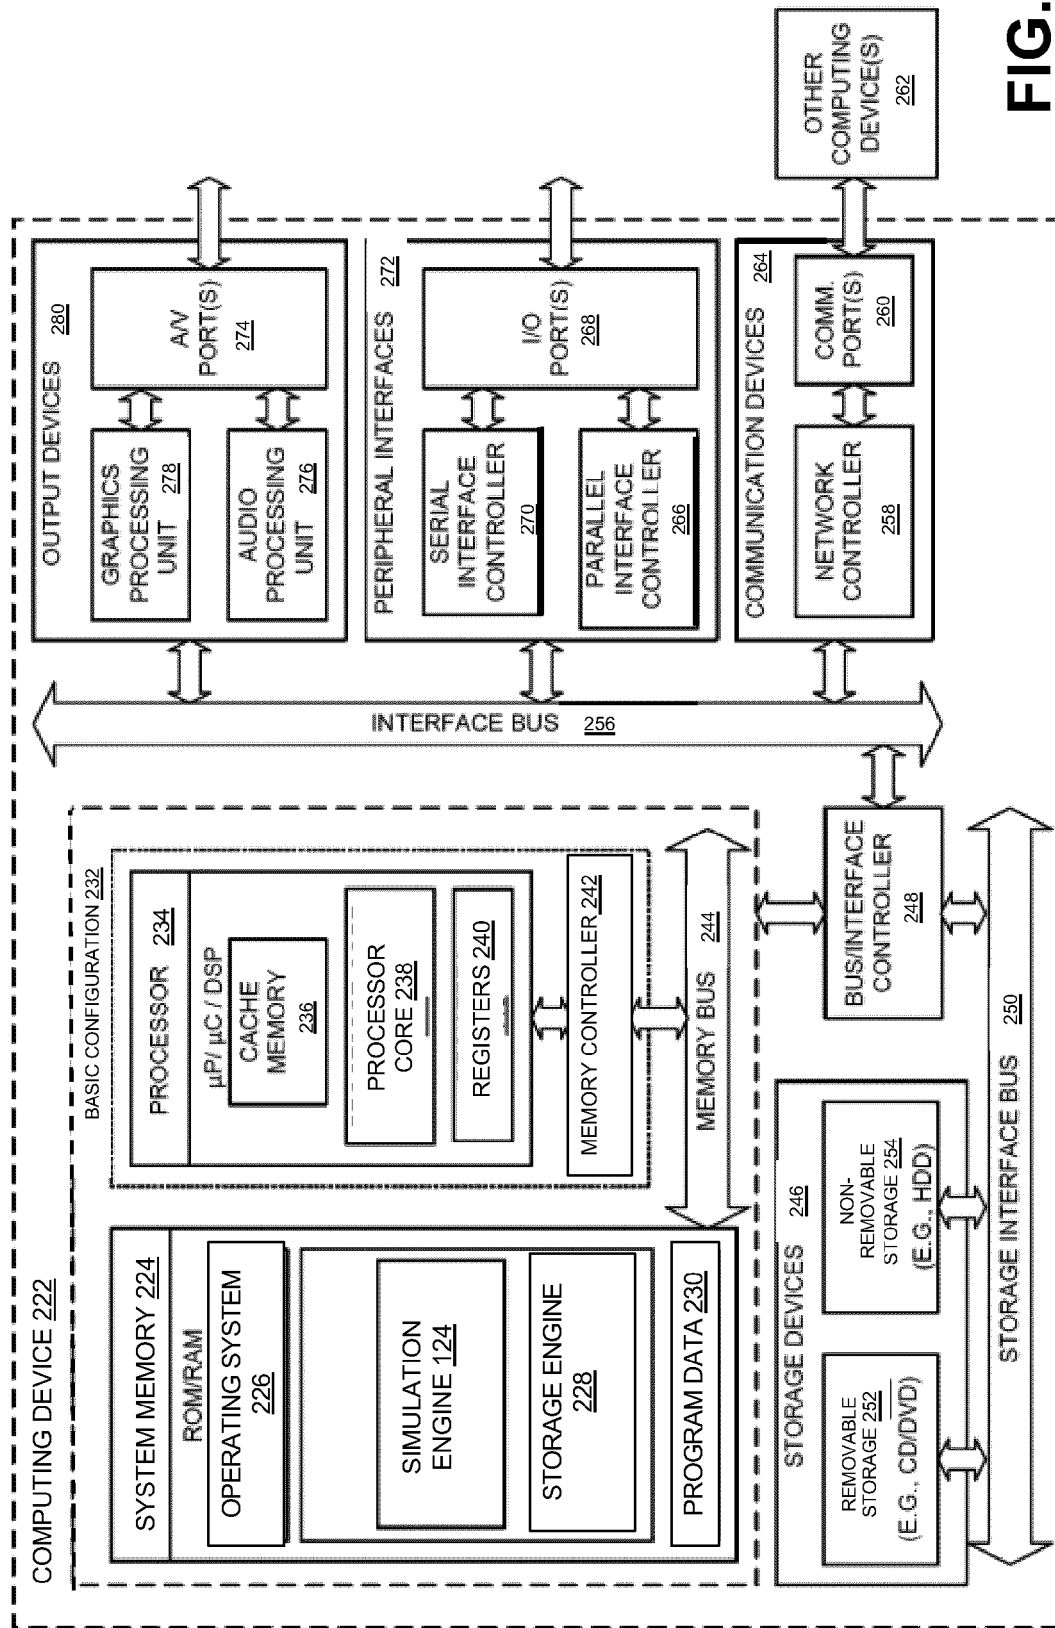 COMPUTING DEVICE 222
SYSTEM MEMORY 224
ROM/RAM
OPERATING SYSTEM
226
SIMULATION
ENGINE 124
STORAGE ENGINE
228
PROGRAM DATA 230
BASIC CONFIGURATION 232
PROCESSOR 234
µP/ µC / DSP
CACHE
MEMORY
236
PROCESSOR
CORE 238
REGISTERS 240
MEMORY CONTROLLER 242
MEMORY BUS 244
STORAGE DEVICES 246
REMOVABLE
STORAGE 252
(E.G., CD/DVD)
NON-
REMOVABLE
STORAGE 254
(E.G., HDD)
STORAGE INTERFACE BUS 250
BUS/INTERFACE
CONTROLLER
248
INTERFACE BUS 256
OUTPUT DEVICES 280
GRAPHICS
PROCESSING
UNIT 278
AUDIO
PROCESSING
UNIT 276
A/V
PORT(S)
274
PERIPHERAL INTERFACES 272
SERIAL
INTERFACE
CONTROLLER
270
PARALLEL
INTERFACE
CONTROLLER
266
I/O
PORT(S)
268
COMMUNICATION DEVICES 264
NETWORK
CONTROLLER
258
COMM.
PORT(S)
260
OTHER
COMPUTING
DEVICE(S)
262
FIG.